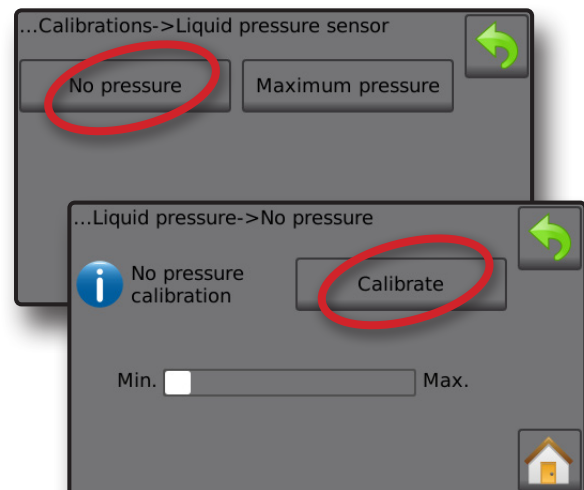 ...Calibrations->Liquid pressure sensor
No pressure
Maximum pressure
...Liquid pressure->No pressure
No pressure
calibration
Calibrate
Min.
Max.